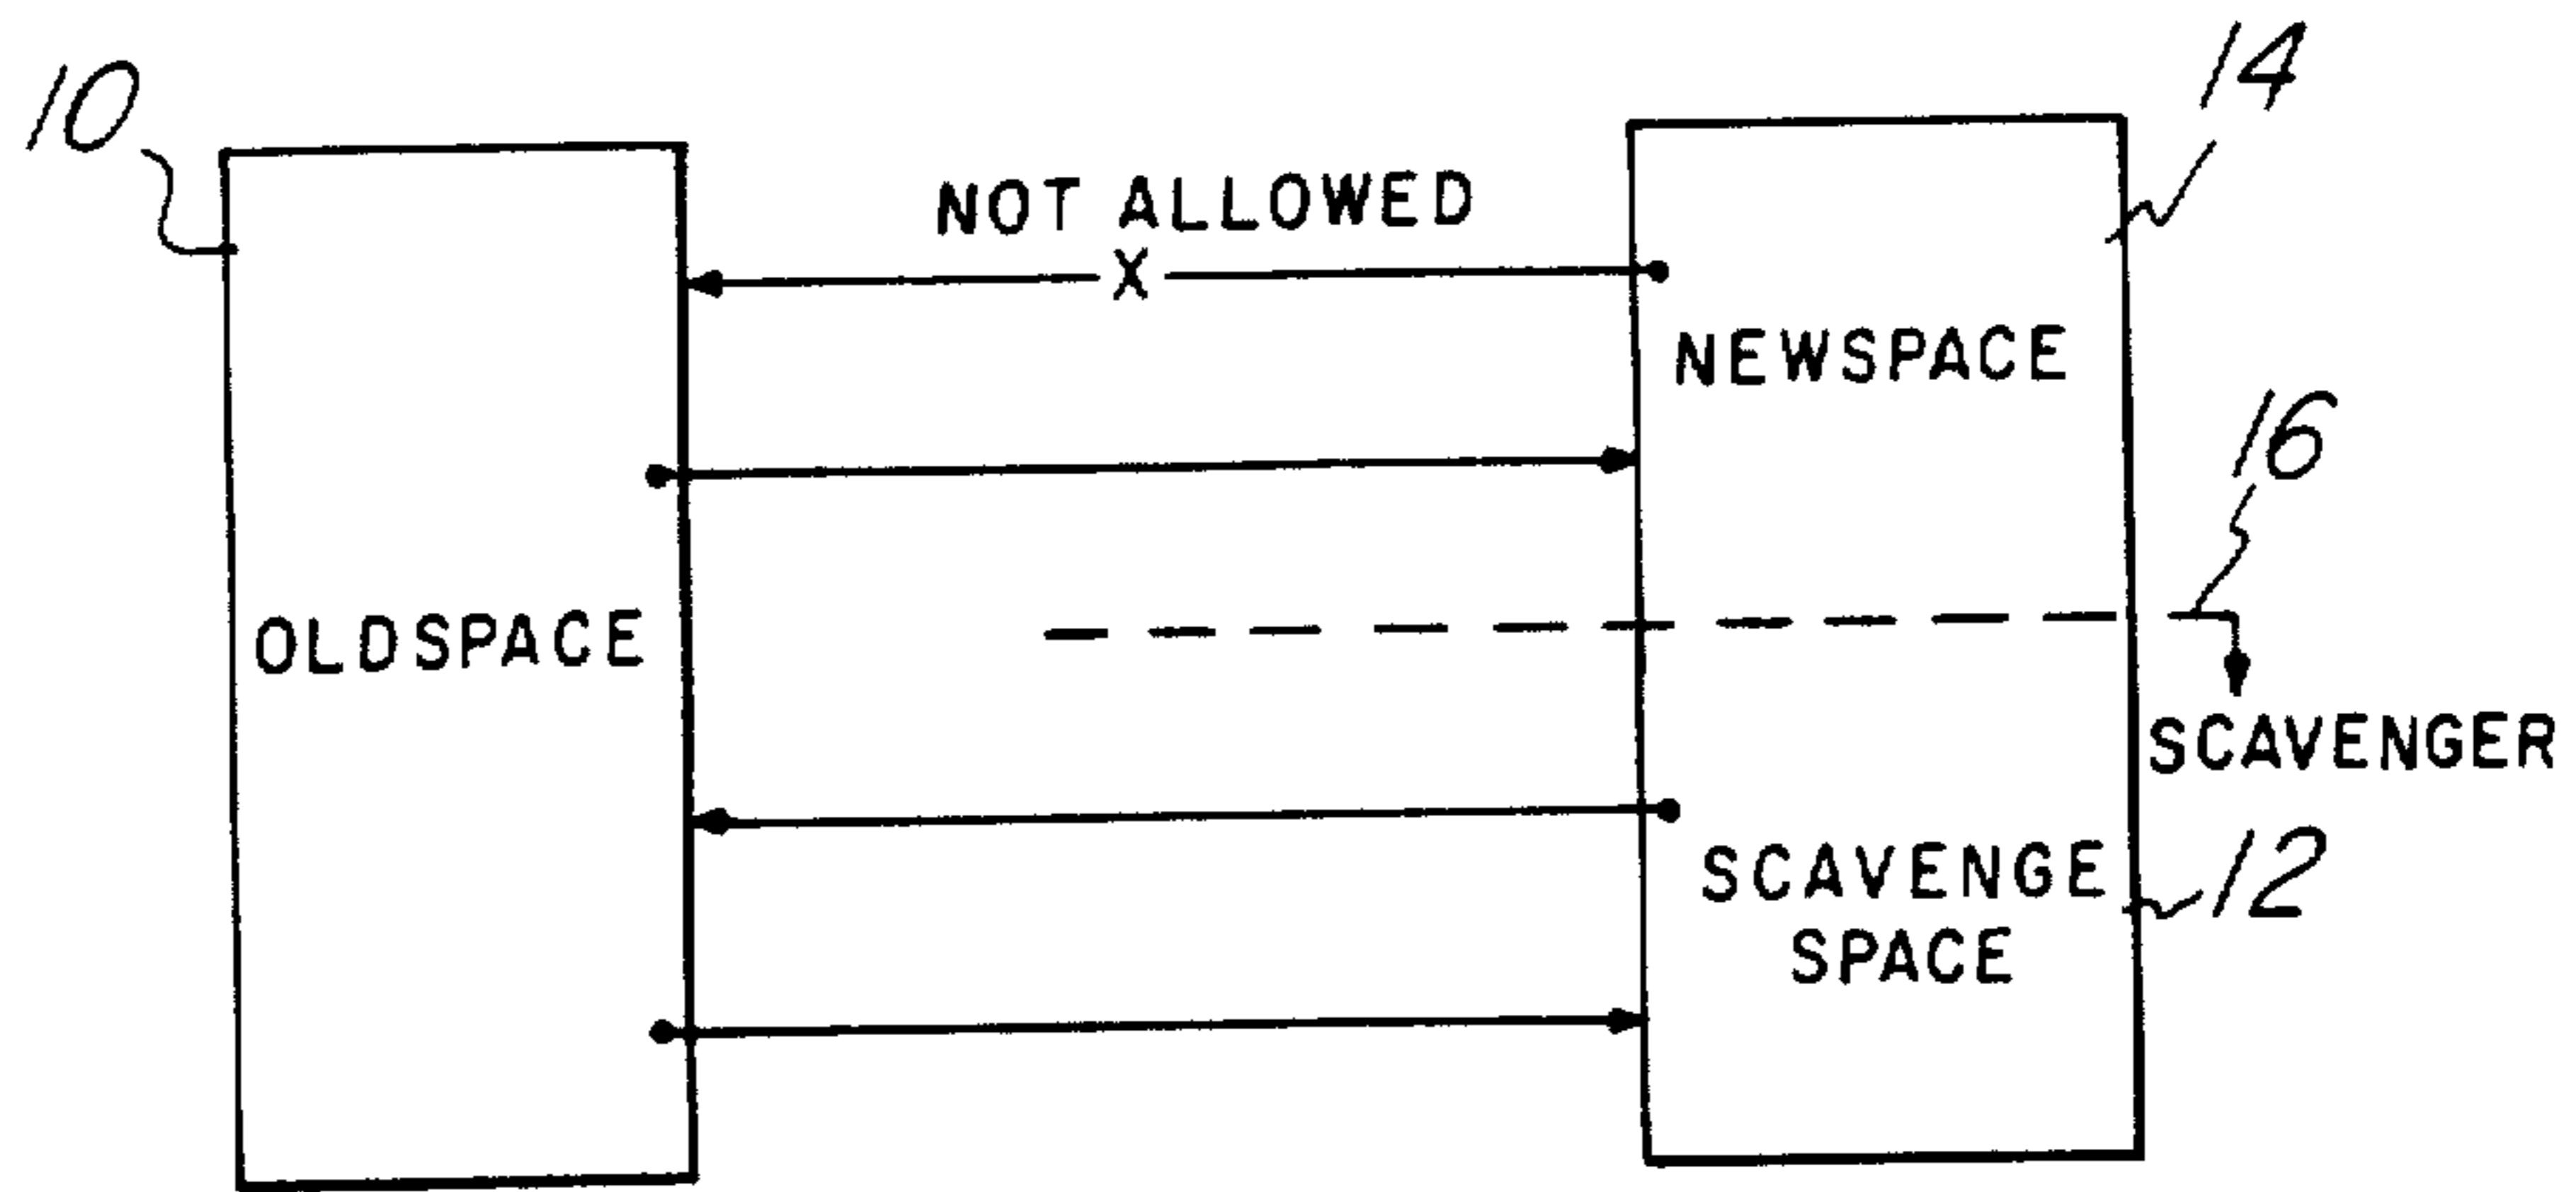 10
14
NOT ALLOWED
X
NEWSPACE
16
OLDSPACE
SCAVENGER
SCAVENGE
SPACE
12